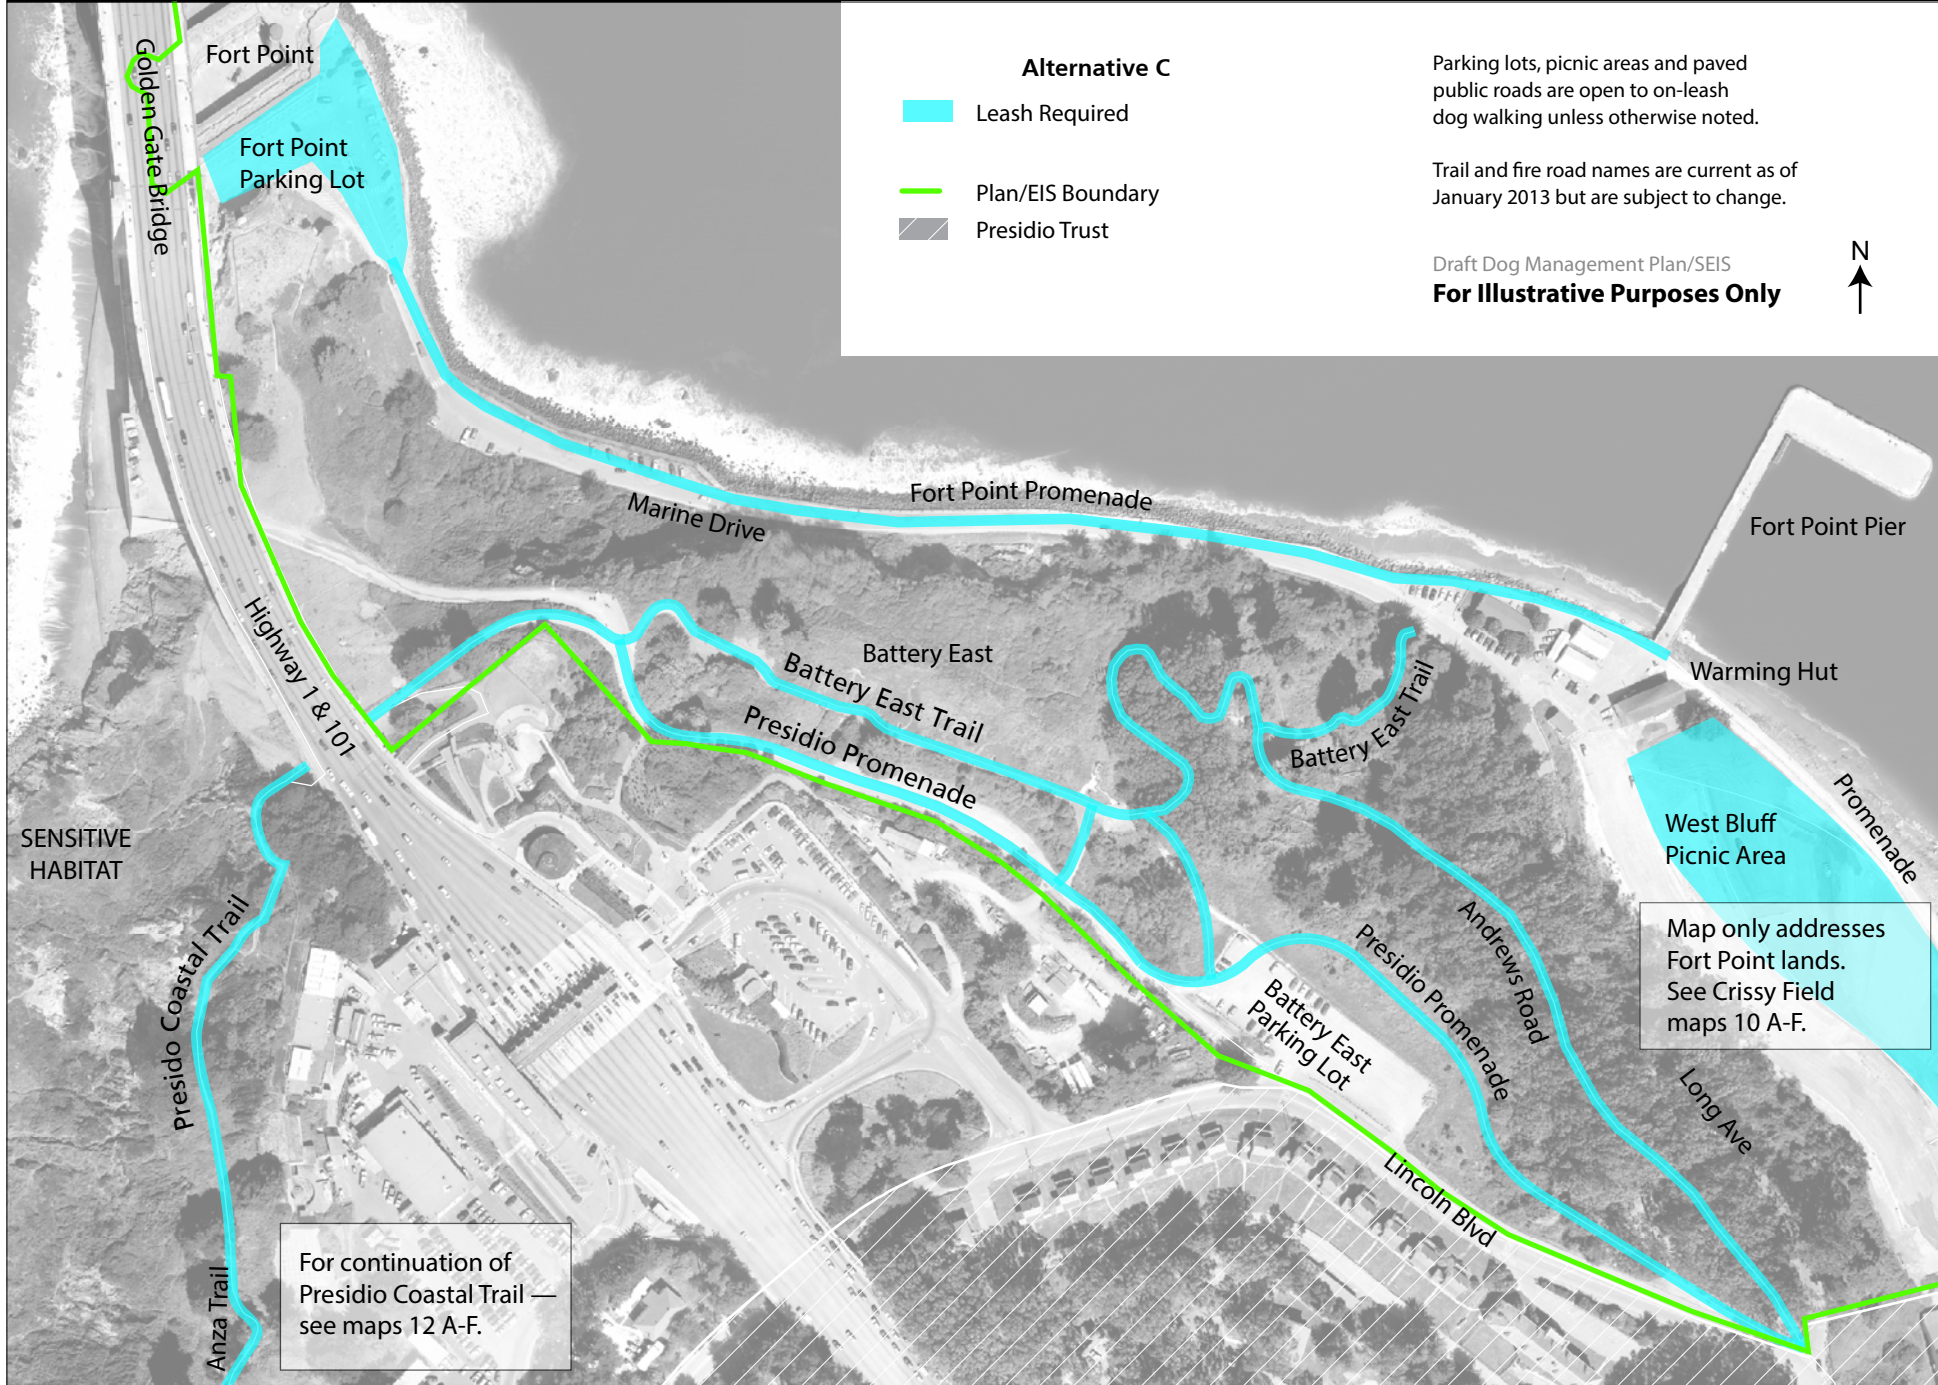 Golden Gate Bridge
Fort Point
Fort Point
Parking Lot
Alternative C
Leash Required
Plan/EIS Boundary
Presidio Trust
Parking lots, picnic areas and paved
public roads are open to on-leash
dog walking unless otherwise noted.
Trail and fire road names are current as of
January 2013 but are subject to change.
Draft Dog Management Plan/SEIS
For Illustrative Purposes Only
N
Marine Drive
Fort Point Promenade
Fort Point Pier
Highway 1 & 101
Battery East
Battery East Trail
Presidio Promenade
Battery East Trail
Warming Hut
Promenade
West Bluff
Picnic Area
SENSITIVE
HABITAT
Presido Coastal Trail
Andrews Road
Presidio Promenade
Battery East
Parking Lot
Map only addresses
Fort Point lands.
See Crissy Field
maps 10 A-F.
Long Ave
Lincoln Blvd
Anza Trail
For continuation of
Presidio Coastal Trail —
see maps 12 A-F.